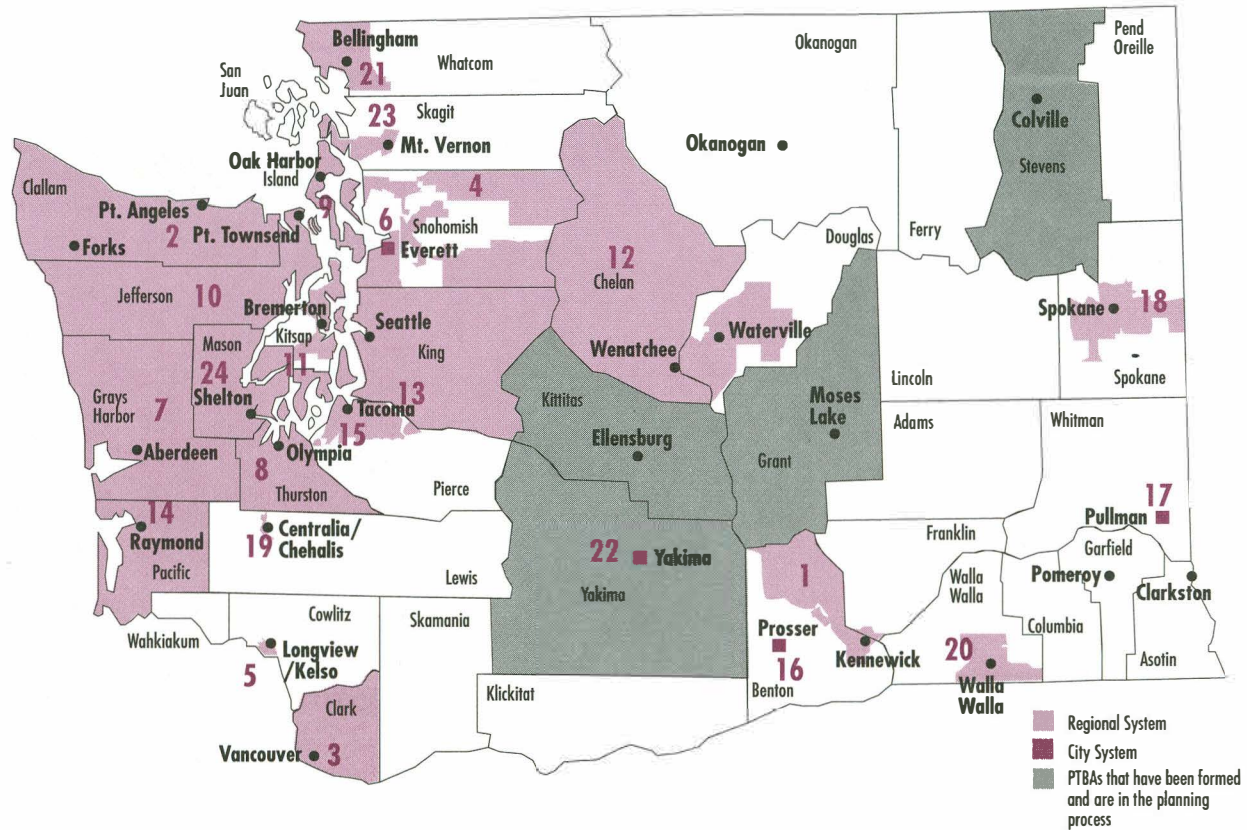 Bellingham
21
Whatcom
Okanogan
Pend
Oreille
San
Juan
Skagit
23
Mt. Vernon
Okanogan
Colville
Stevens
Oak Harbor
Island
9
4
Clallam
Pt. Angeles
2
Pt. Townsend
Forks
6
Snohomish
Everett
Douglas
Ferry
12
Chelan
Jefferson
10
Bremerton
Kitsap
Seattle
King
Waterville
Wenatchee
Spokane
18
Spokane
Mason
24
11
Shelton
13
Tacoma
15
Kittitas
Ellensburg
Moses
Lake
Grant
Lincoln
Adams
Whitman
Grays
Harbor
7
Aberdeen
Olympia
8
Thurston
Pierce
14
Raymond
Pacific
Centralia/
Chehalis
19
Lewis
22
Yakima
Yakima
Franklin
17
Pullman
Garfield
Pomeroy
Clarkston
1
Walla
Walla
Columbia
Asotin
Wahkiakum
Cowlitz
Skamania
Longview
/Kelso
5
Klickitat
Prosser
16
Benton
Kennewick
20
Walla
Walla
Clark
Vancouver
3
Regional System
City System
PTBAs that have been formed
and are in the planning
process